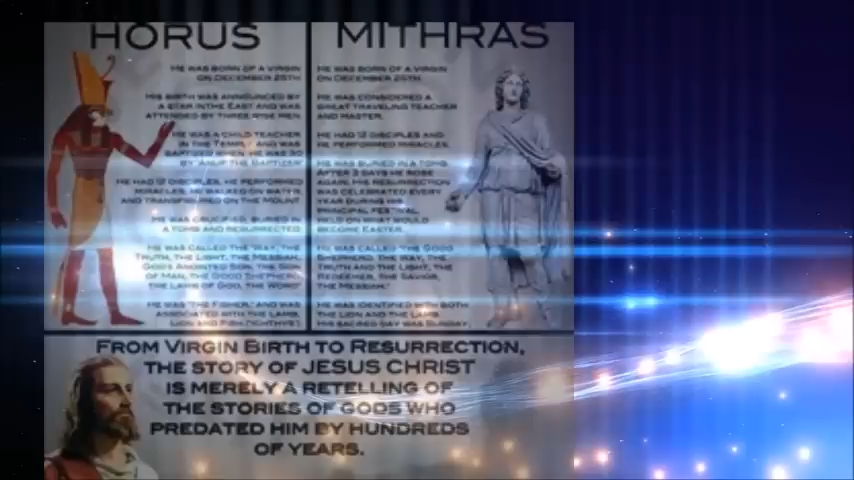 HORUS
HE WAS BORN OF A VIRGIN
ON DECEMBER 25TH
HIS BIRTH WAS ANNOUNCED BY
A STAR IN THE EAST AND WAS
ATTENDED BY THREE WISE MEN
HE WAS A CHILD TEACHER
IN THE TEMPLE AND WAS
BAPTIZED WHEN HE WAS 30
BY 'ANUP THE BAPTIZER'
HE HAD 12 DISCIPLES, HE PERFORMED
MIRACLES, HE WALKED ON WATER,
AND TRANSFIGURED ON THE MOUNT
HE WAS CRUCIFIED, BURIED IN
A TOMB AND RESURRECTED
HE WAS CALLED 'THE WAY, THE
TRUTH, THE LIGHT, THE MESSIAH,
GOD'S ANOINTED SON, THE SON
OF MAN, THE GOOD SHEPHERD,
THE LAMB OF GOD, THE WORD'
HE WAS 'THE FISHER,' AND WAS
ASSOCIATED WITH THE LAMB,
LION AND FISH
MITHRAS
HE WAS BORN OF A VIRGIN
ON DECEMBER 25TH.
HE WAS CONSIDERED A
GREAT TRAVELING TEACHER
AND MASTER.
HE HAD 12 DISCIPLES AND
HE PERFORMED MIRACLES.
HE WAS BURIED IN A TOMB.
AFTER 3 DAYS HE ROSE
AGAIN. HIS RESURRECTION
WAS CELEBRATED EVERY
YEAR DURING HIS
PRINCIPAL FESTIVAL,
HELD ON WHAT WOULD
BECOME EASTER.
HE WAS CALLED 'THE GOOD
SHEPHERD, THE WAY, THE
TRUTH AND THE LIGHT, THE
REDEEMER, THE SAVIOR,
THE MESSIAH.'
HE WAS IDENTIFIED WITH BOTH
THE LION AND THE LAMB.
HIS SACRED DAY WAS SUNDAY
FROM VIRGIN BIRTH TO RESURRECTION,
THE STORY OF JESUS CHRIST
IS MERELY A RETELLING OF
THE STORIES OF GODS WHO
PREDATED HIM BY HUNDREDS
OF YEARS.